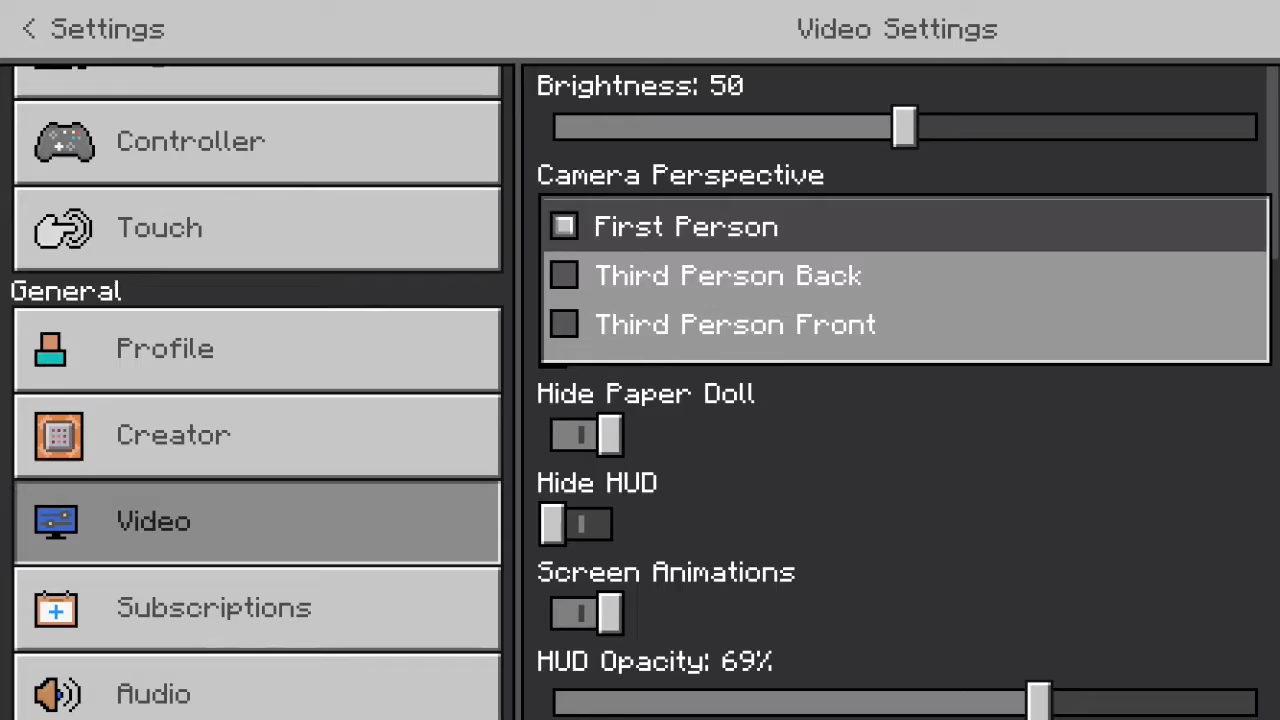 Settings
Video Settings
Controller
Touch
General
Profile
Creator
Video
Subscriptions
Audio
Brightness: 50
Camera Perspective
First Person
Third Person Back
Third Person Front
Hide Paper Doll
Hide HUD
Screen Animations
HUD Opacity: 69%